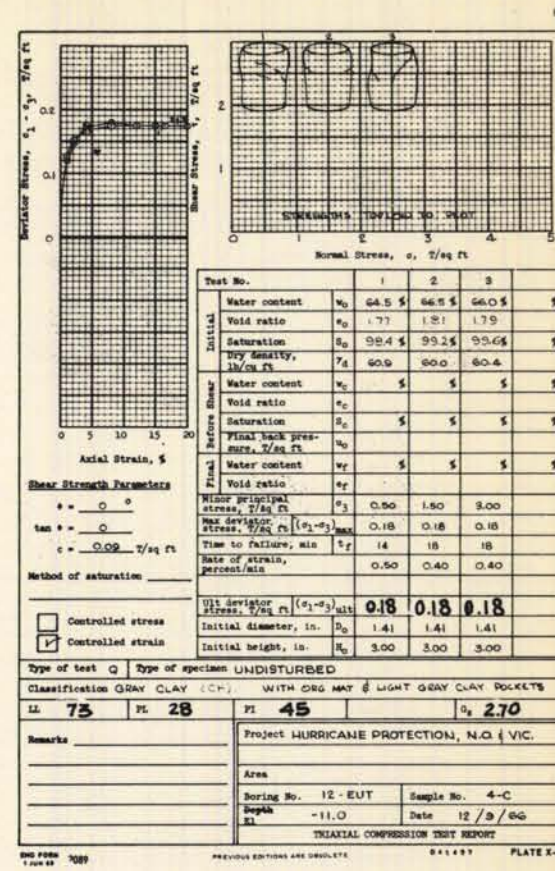 Deviator Stress, σ₁ - σ₃, T/sq ft
0.2
0.1
0
0 5 10 15 20
Axial Strain, %
Shear Stress, τ, T/sq ft
1 2 3
2
1
0
STRENGTHS TOO LOW TO PLOT
0 1 2 3 4 5
Normal Stress, σ, T/sq ft
Test No. 1 2 3
Initial
Water content w₀ 64.5 % 66.5 % 66.0 % %
Void ratio e₀ 1.77 1.81 1.79
Saturation S₀ 98.4 % 99.2 % 99.6 % %
Dry density, lb/cu ft γd 60.9 60.0 60.4
Before Shear
Water content wc % % % %
Void ratio ec
Saturation Sc % % % %
Final back pressure, T/sq ft u₀
Final
Water content wf % % % %
Void ratio ef
Minor principal stress, T/sq ft σ₃ 0.50 1.50 3.00
Max deviator stress, T/sq ft (σ₁-σ₃)max 0.18 0.18 0.18
Time to failure, min tf 14 18 18
Rate of strain, percent/min 0.50 0.40 0.40
Ult deviator stress, T/sq ft (σ₁-σ₃)ult 0.18 0.18 0.18
Initial diameter, in. D₀ 1.41 1.41 1.41
Initial height, in. H₀ 3.00 3.00 3.00
Shear Strength Parameters
φ = 0 °
tan φ = 0
c = 0.09 T/sq ft
Method of saturation
Controlled stress
Controlled strain
Type of test Q Type of specimen UNDISTURBED
Classification GRAY CLAY (CH), WITH ORG MAT & LIGHT GRAY CLAY POCKETS
LL 73 PL 28 PI 45 Gs 2.70
Remarks
Project HURRICANE PROTECTION, N.O. & VIC.
Area
Boring No. 12-EUT Sample No. 4-C
Depth El -11.0 Date 12/9/66
TRIAXIAL COMPRESSION TEST REPORT
ENG FORM 2089
PREVIOUS EDITIONS ARE OBSOLETE
PLATE X-